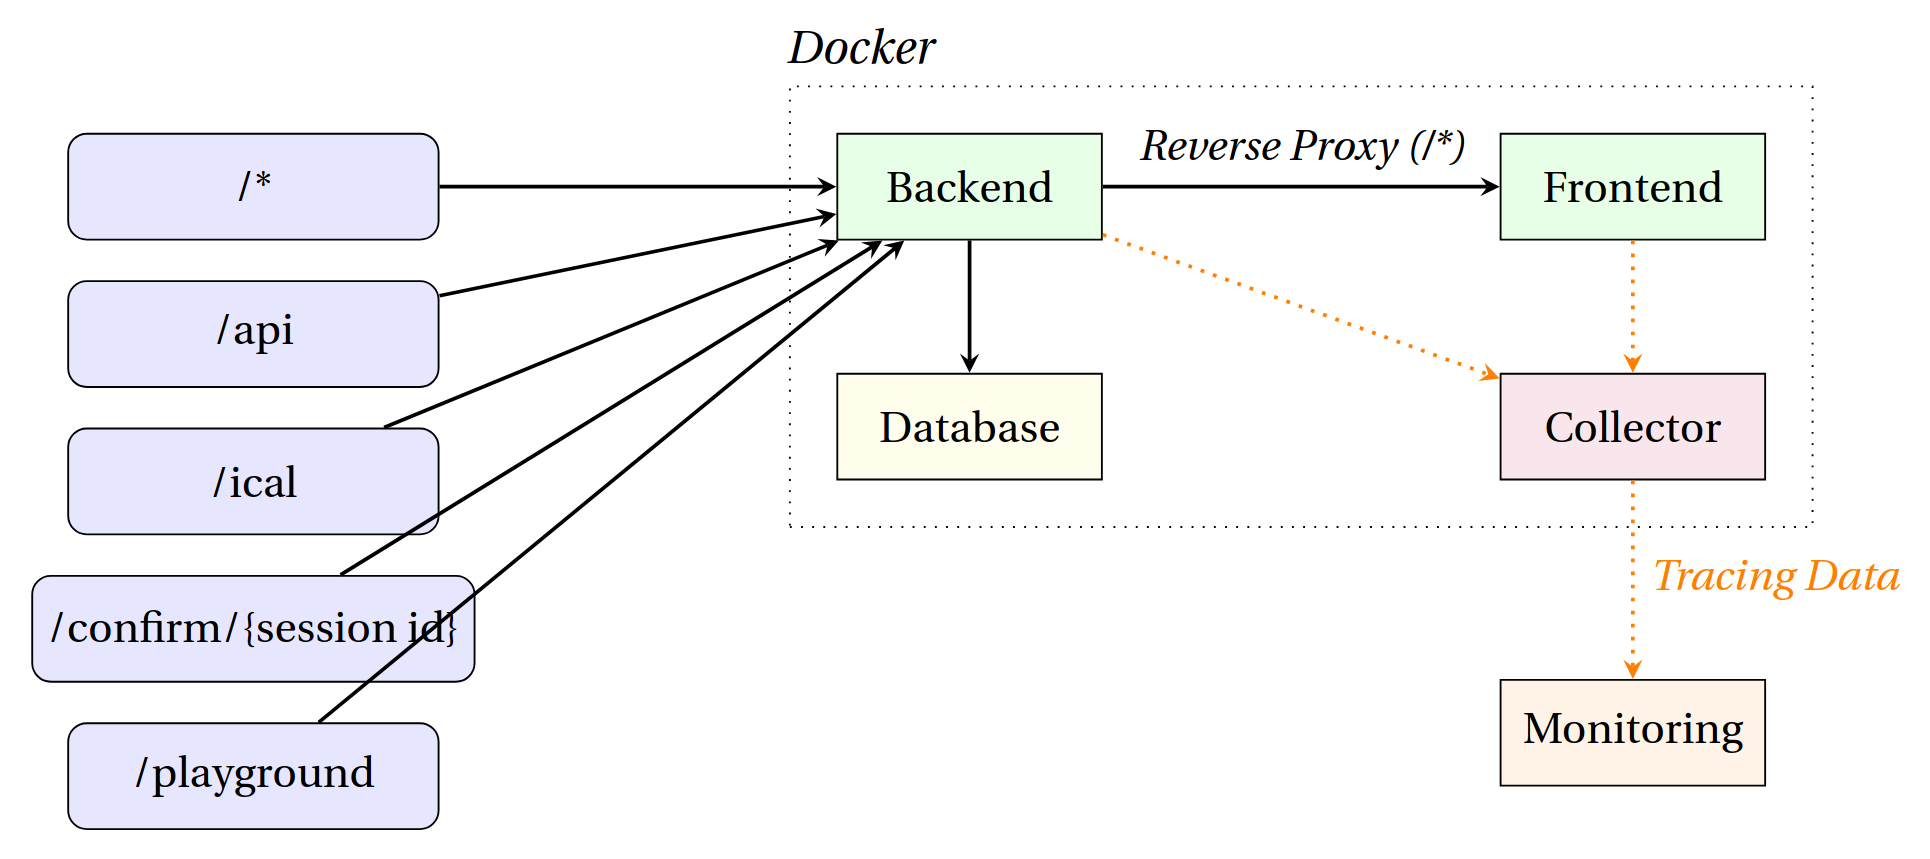 Docker
/*
Backend
Reverse Proxy (/*)
Frontend
/api
/ical
Database
Collector
/confirm/{session id}
Tracing Data
/playground
Monitoring